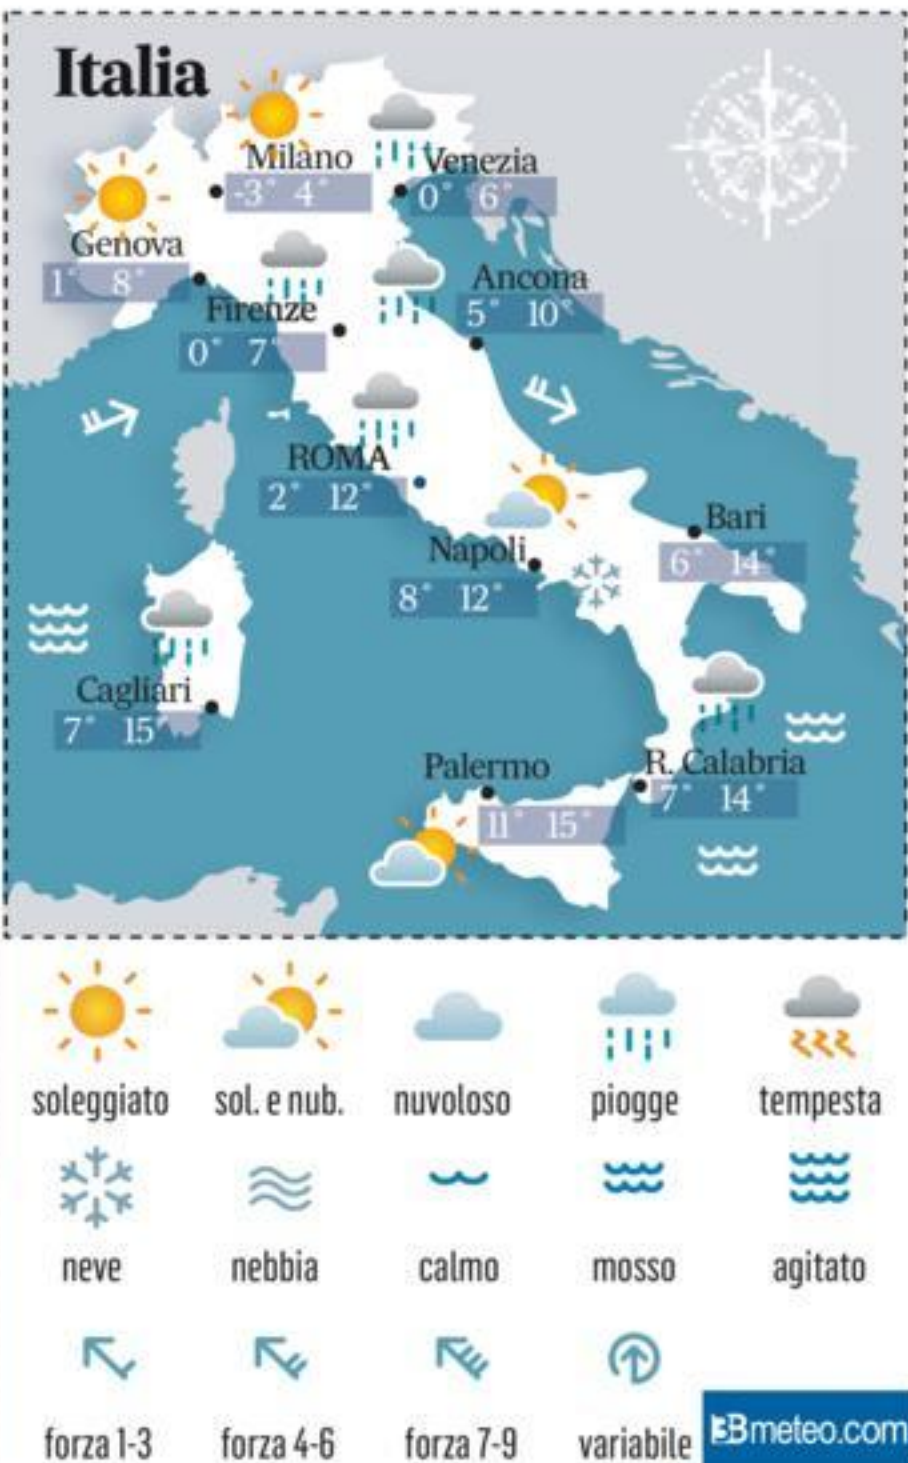 Italia
Milano
-3° 4°
Venezia
0° 6°
Genova
1° 8°
Firenze
0° 7°
Ancona
5° 10°
ROMA
2° 12°
Bari
6° 14°
Napoli
8° 12°
Cagliari
7° 15
Palermo
11° 15°
R. Calabria
7° 14°
soleggiato
sol. e nub.
nuvoloso
piogge
tempesta
neve
nebbia
calmo
mosso
agitato
forza 1-3
forza 4-6
forza 7-9
variabile
3Bmeteo.com